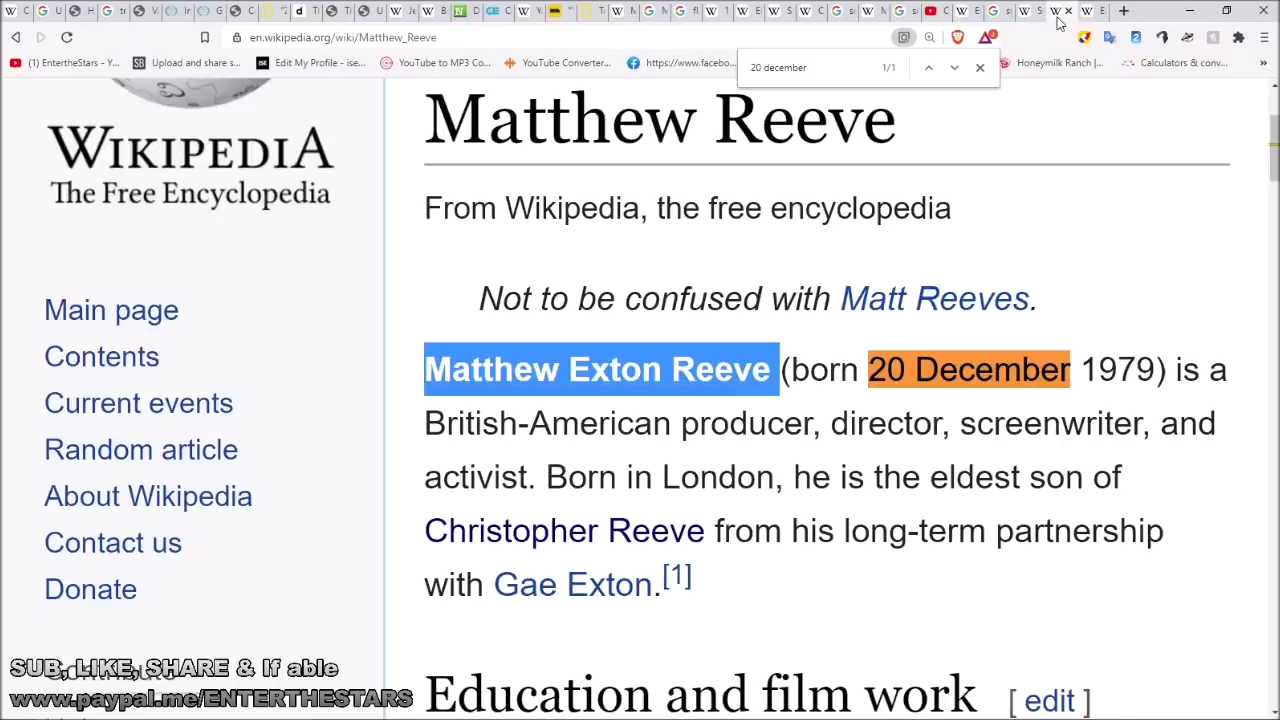 en.wikipedia.org/wiki/Matthew_Reeve
20 december
1/1
(1) EntertheStars - Y...
Upload and share s...
Edit My Profile - ise...
YouTube to MP3 Co...
YouTube Converter...
https://www.facebo...
Honeymilk Ranch |...
Calculators & conv...
WIKIPEDIA
The Free Encyclopedia
Main page
Contents
Current events
Random article
About Wikipedia
Contact us
Donate
Matthew Reeve
From Wikipedia, the free encyclopedia
Not to be confused with Matt Reeves.
Matthew Exton Reeve (born 20 December 1979) is a
British-American producer, director, screenwriter, and
activist. Born in London, he is the eldest son of
Christopher Reeve from his long-term partnership
with Gae Exton.[1]
Education and film work [ edit ]
SUB, LIKE, SHARE & If able
www.paypal.me/ENTERTHESTARS